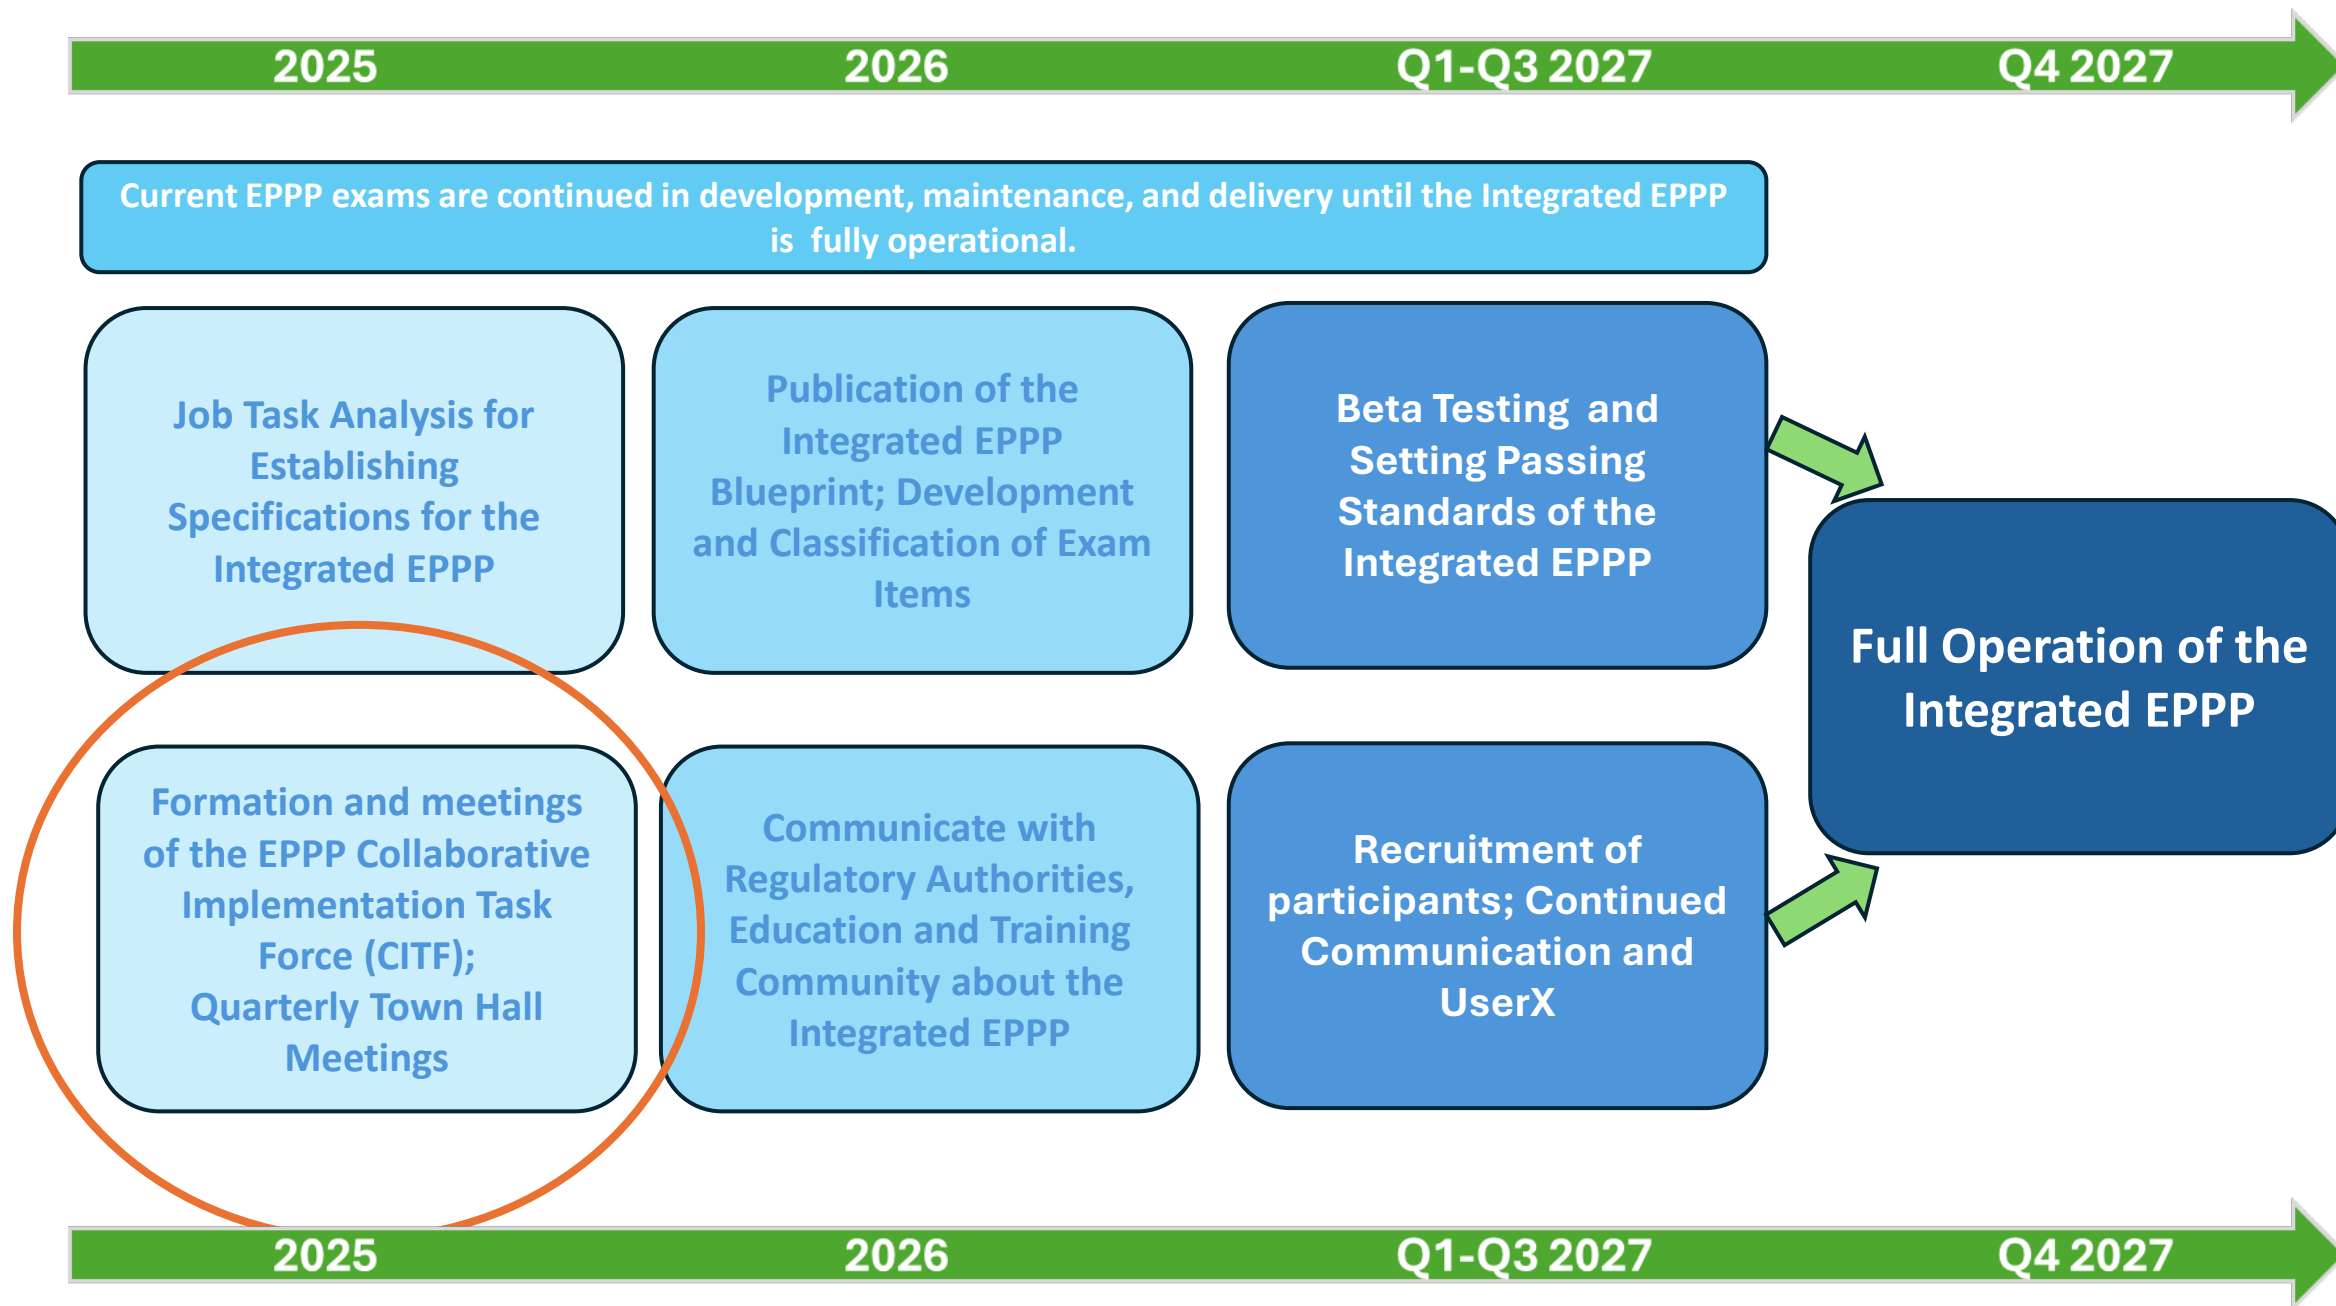 2025 2026 Q1-Q3 2027 Q4 2027
Current EPPP exams are continued in development, maintenance, and delivery until the Integrated EPPP
is fully operational.
Job Task Analysis for
Establishing
Specifications for the
Integrated EPPP
Publication of the
Integrated EPPP
Blueprint; Development
and Classification of Exam
Items
Beta Testing and
Setting Passing
Standards of the
Integrated EPPP
Full Operation of the
Integrated EPPP
Formation and meetings
of the EPPP Collaborative
Implementation Task
Force (CITF);
Quarterly Town Hall
Meetings
Communicate with
Regulatory Authorities,
Education and Training
Community about the
Integrated EPPP
Recruitment of
participants; Continued
Communication and
UserX
2025 2026 Q1-Q3 2027 Q4 2027